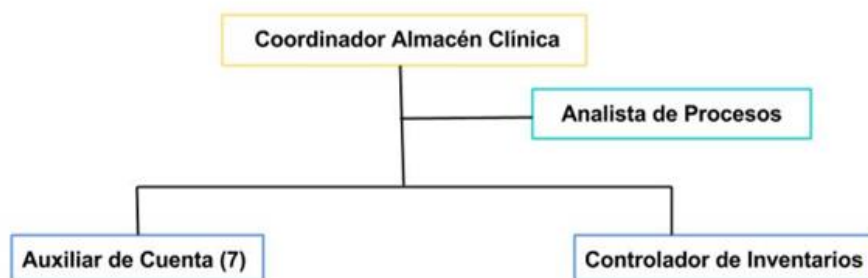 Coordinador Almacén Clínica
Analista de Procesos
Auxiliar de Cuenta (7)
Controlador de Inventarios